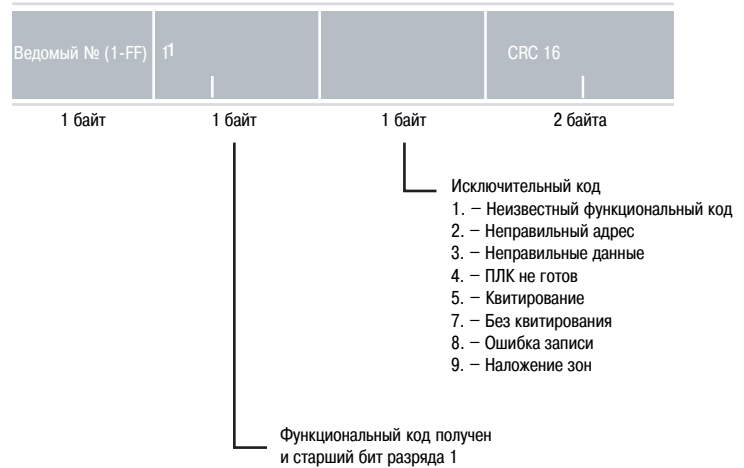 Ведомый № (1-FF) 11 CRC 16
1 байт 1 байт 1 байт 2 байта
Исключительный код
1. – Неизвестный функциональный код
2. – Неправильный адрес
3. – Неправильные данные
4. – ПЛК не готов
5. – Квитирование
7. – Без квитирования
8. – Ошибка записи
9. – Наложение зон
Функциональный код получен
и старший бит разряда 1